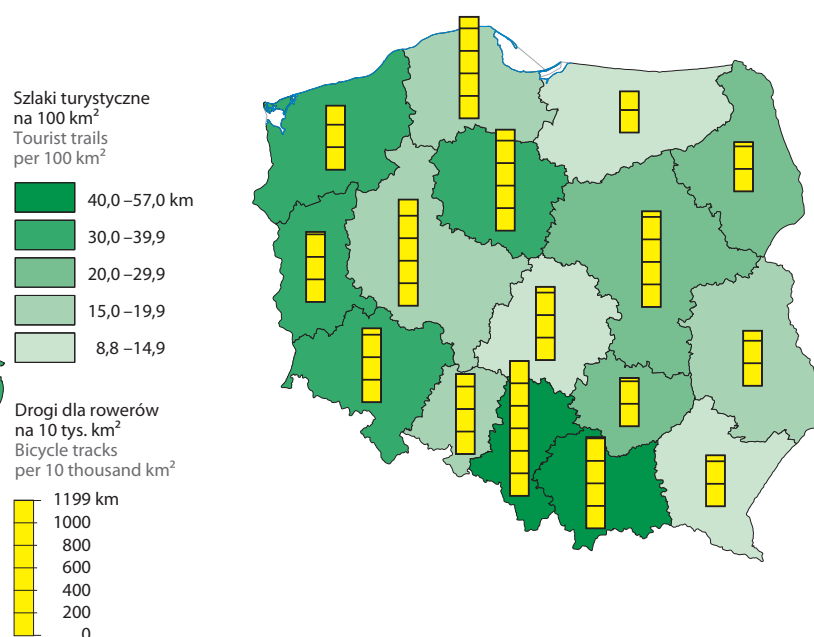 Szlaki turystyczne
na 100 km²
Tourist trails
per 100 km²
40,0 –57,0 km
30,0 –39,9
20,0 –29,9
15,0 –19,9
8,8 –14,9
Drogi dla rowerów
na 10 tys. km²
Bicycle tracks
per 10 thousand km²
1199 km
1000
800
600
400
200
0